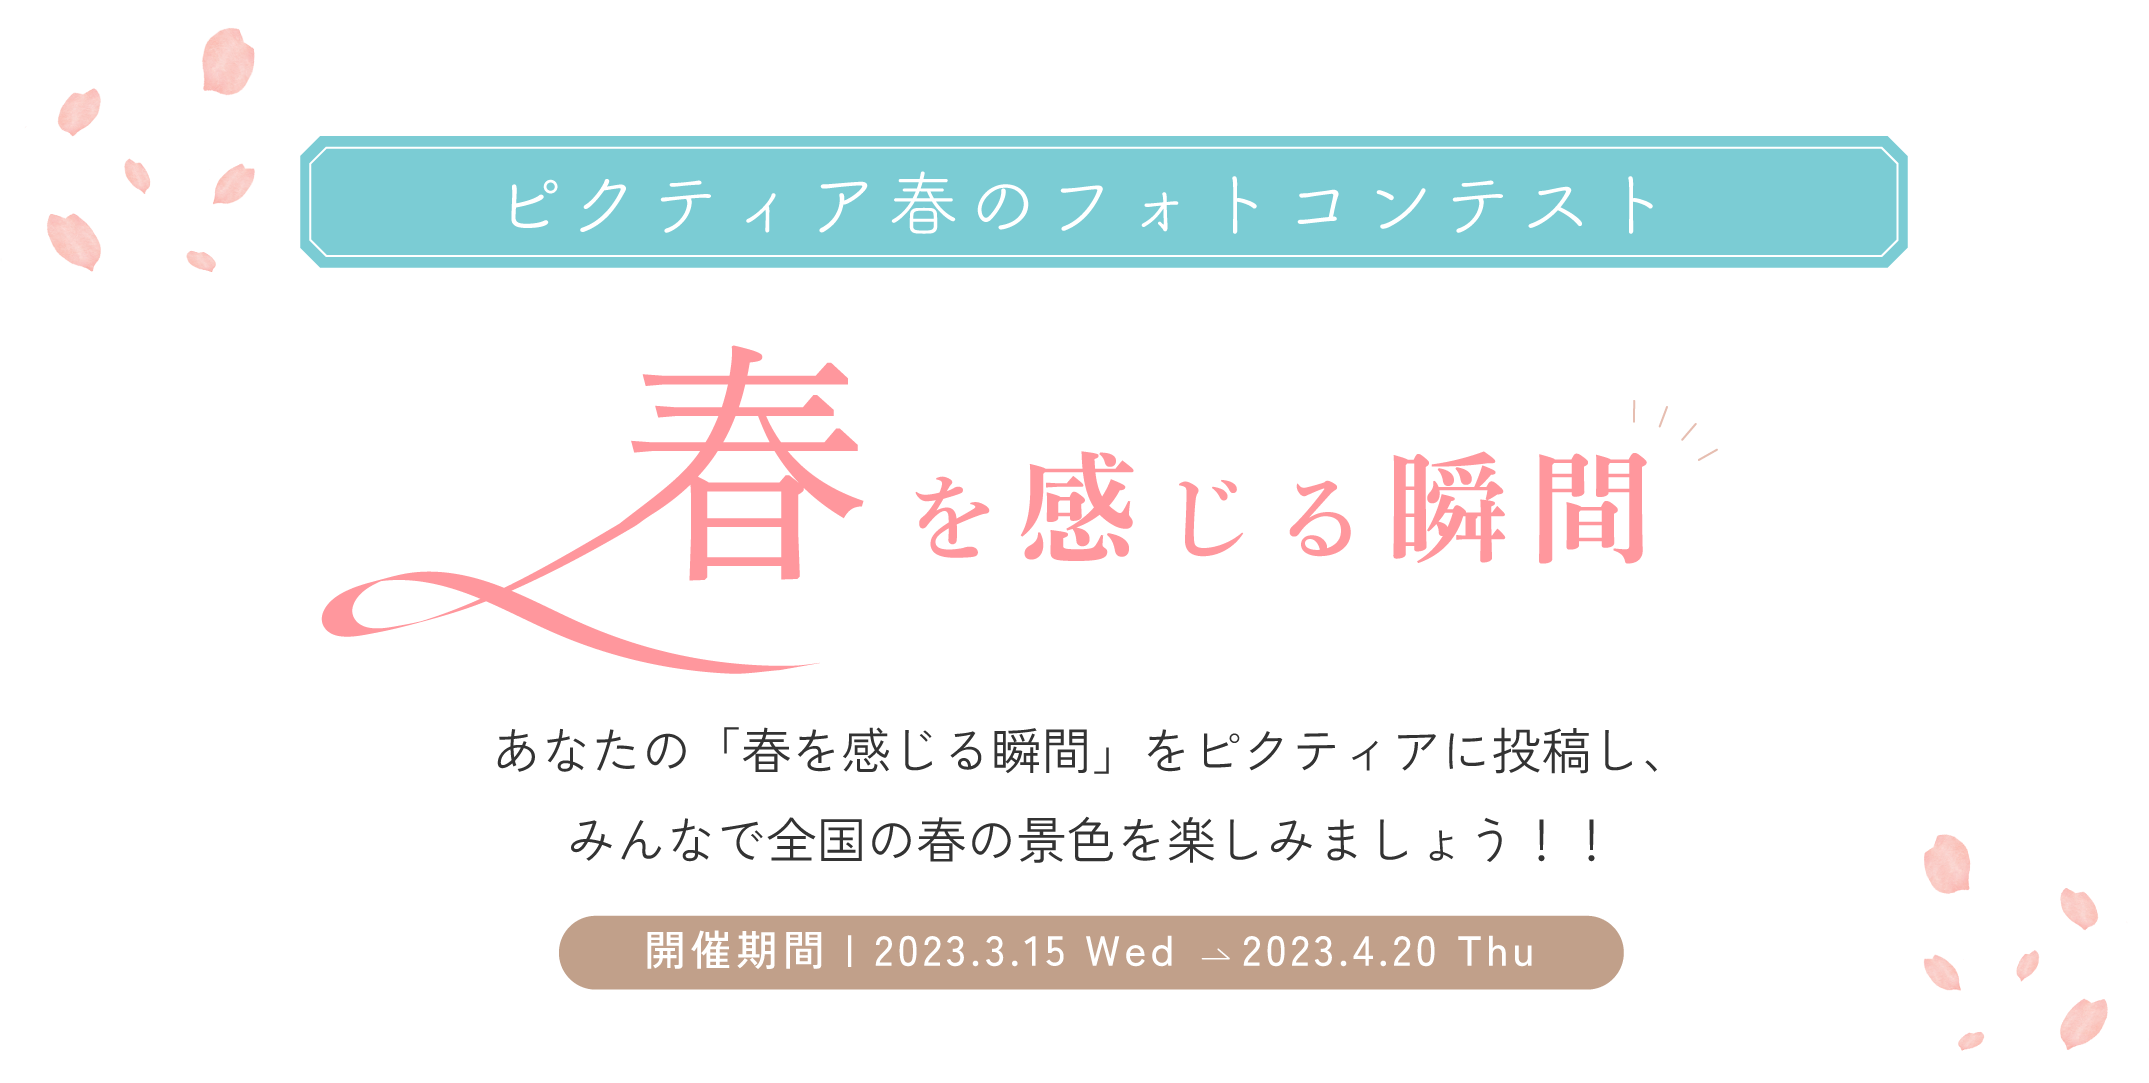 ピクティア春のフォトコンテスト
春を感じる瞬間
あなたの「春を感じる瞬間」をピクティアに投稿し、
みんなで全国の春の景色を楽しみましょう！！
開催期間 | 2023.3.15 Wed → 2023.4.20 Thu